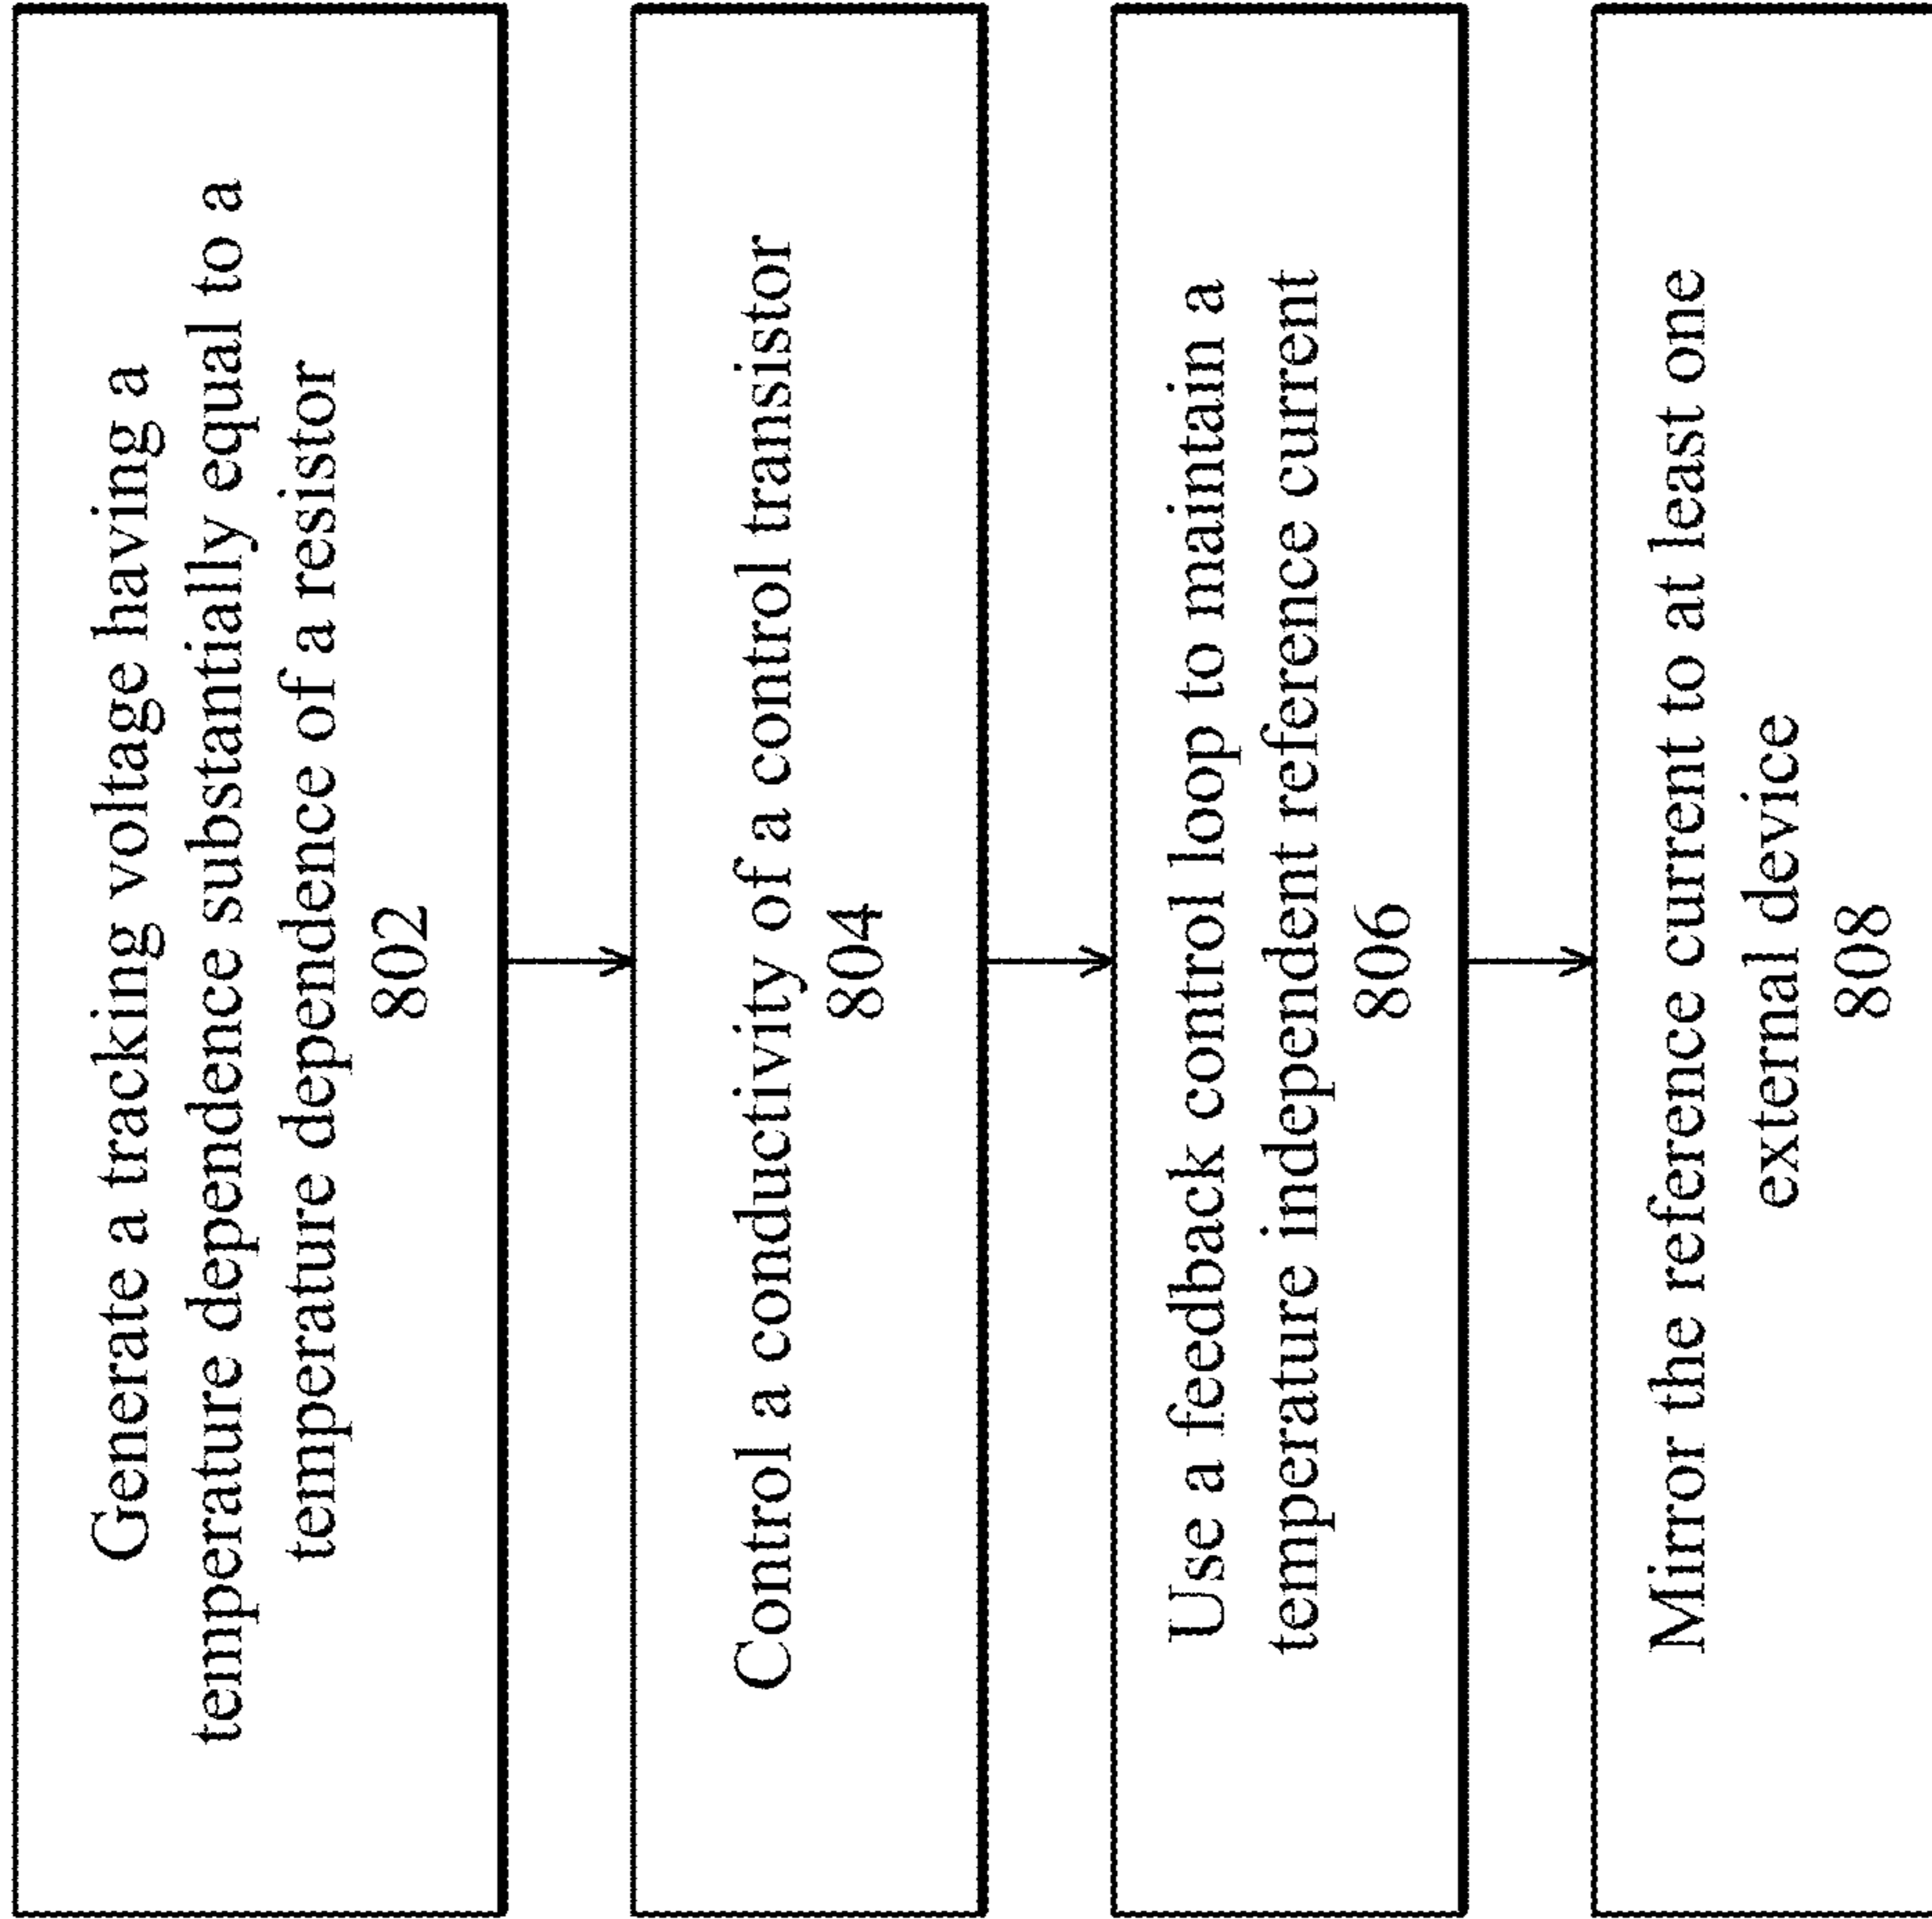 Generate a tracking voltage having a
temperature dependence substantially equal to a
temperature dependence of a resistor
802
Control a conductivity of a control transistor
804
Use a feedback control loop to maintain a
temperature independent reference current
806
Mirror the reference current to at least one
external device
808